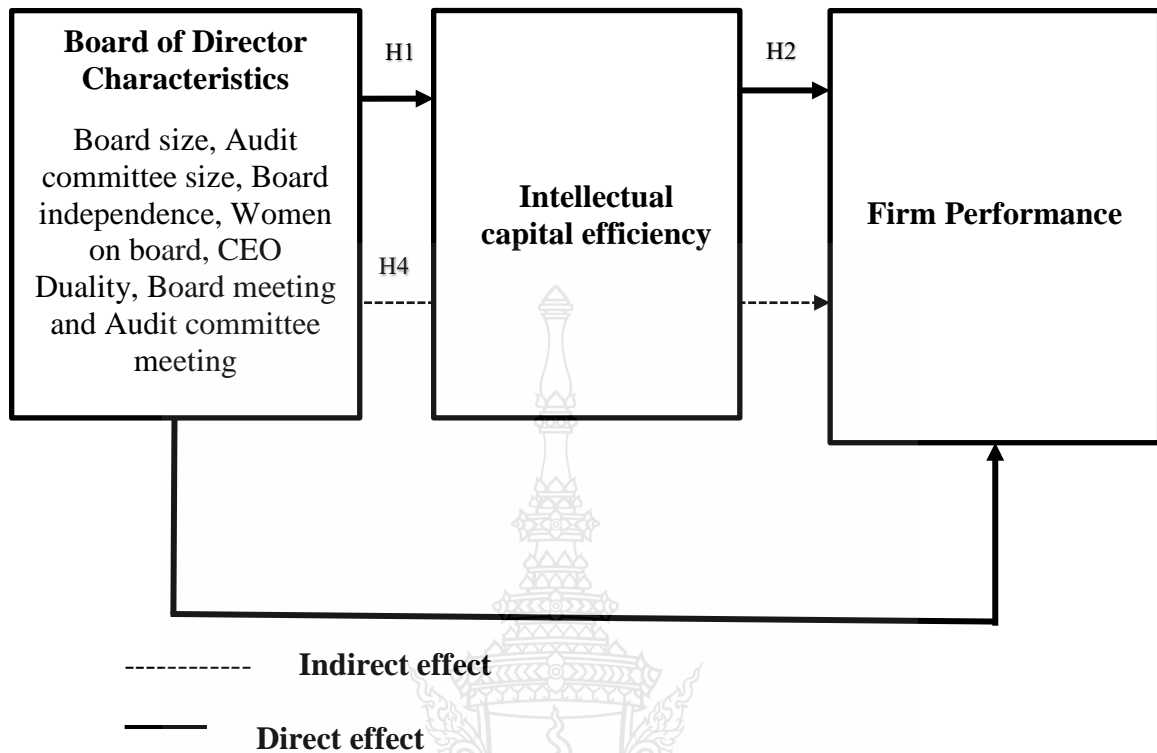 Board of Director
Characteristics
Board size, Audit
committee size, Board
independence, Women
on board, CEO
Duality, Board meeting
and Audit committee
meeting
H1
H4
Intellectual
capital efficiency
H2
Firm Performance
Indirect effect
Direct effect